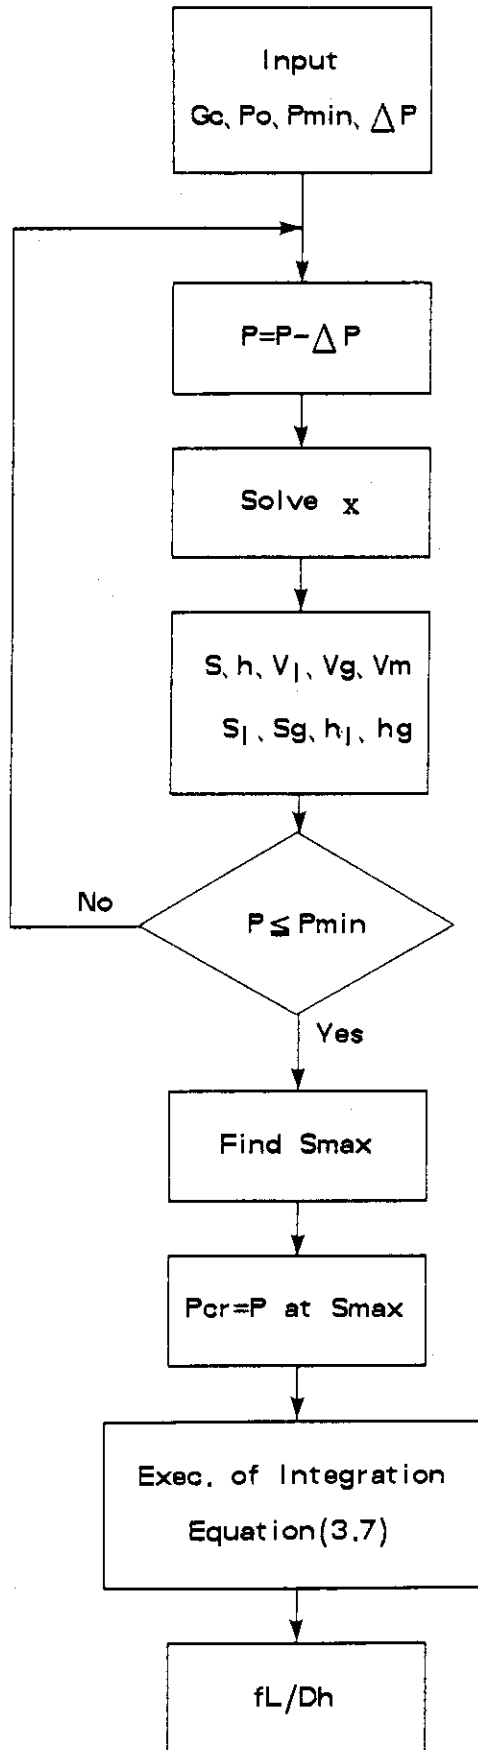 Input
Gc、Po、Pmin、△P
P=P-△P
Solve x
S、h、Vl、Vg、Vm
Sl、Sg、hl、hg
P≦Pmin
No
Yes
Find Smax
Pcr=P at Smax
Exec. of Integration
Equation(3.7)
fL/Dh